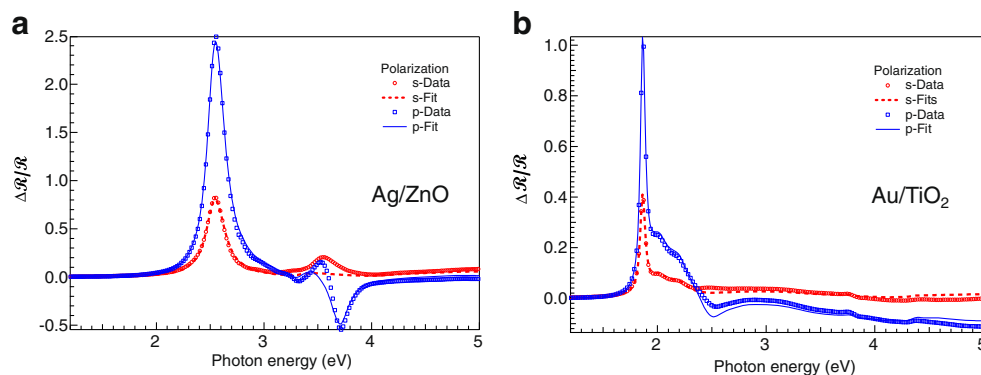 a
2.5
2.0
1.5
1.0
0.5
0.0
-0.5
Δℛ/ℛ
Polarization
s-Data
s-Fit
p-Data
p-Fit
Ag/ZnO
2 3 4 5
Photon energy (eV)
b
1.0
0.8
0.6
0.4
0.2
0.0
Δℛ/ℛ
Polarization
s-Data
s-Fits
p-Data
p-Fit
Au/TiO₂
2 3 4 5
Photon energy (eV)